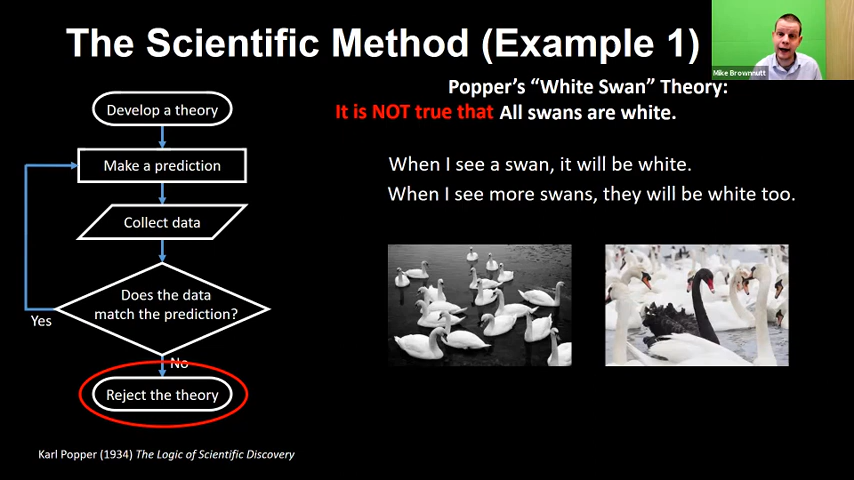 The Scientific Method (Example 1)
Mike Brownnutt
Popper's “White Swan” Theory:
It is NOT true that All swans are white.
When I see a swan, it will be white.
When I see more swans, they will be white too.
Develop a theory
Make a prediction
Collect data
Does the data
match the prediction?
Yes
No
Reject the theory
Karl Popper (1934) The Logic of Scientific Discovery